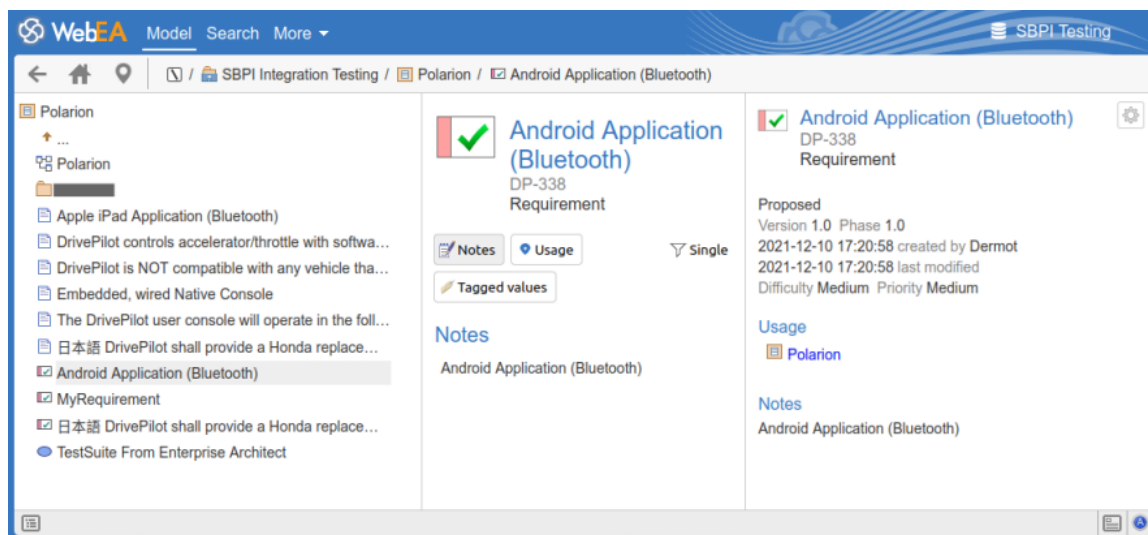 WebEA Model Search More SBPI Testing
/ SBPI Integration Testing / Polarion / Android Application (Bluetooth)
Polarion
...
Polarion
Apple iPad Application (Bluetooth)
DrivePilot controls accelerator/throttle with softwa...
DrivePilot is NOT compatible with any vehicle tha...
Embedded, wired Native Console
The DrivePilot user console will operate in the foll...
日本語 DrivePilot shall provide a Honda replace...
Android Application (Bluetooth)
MyRequirement
日本語 DrivePilot shall provide a Honda replace...
TestSuite From Enterprise Architect
Android Application
(Bluetooth)
DP-338
Requirement
Notes Usage Single
Tagged values
Notes
Android Application (Bluetooth)
Android Application (Bluetooth)
DP-338
Requirement
Proposed
Version 1.0 Phase 1.0
2021-12-10 17:20:58 created by Dermot
2021-12-10 17:20:58 last modified
Difficulty Medium Priority Medium
Usage
Polarion
Notes
Android Application (Bluetooth)
A